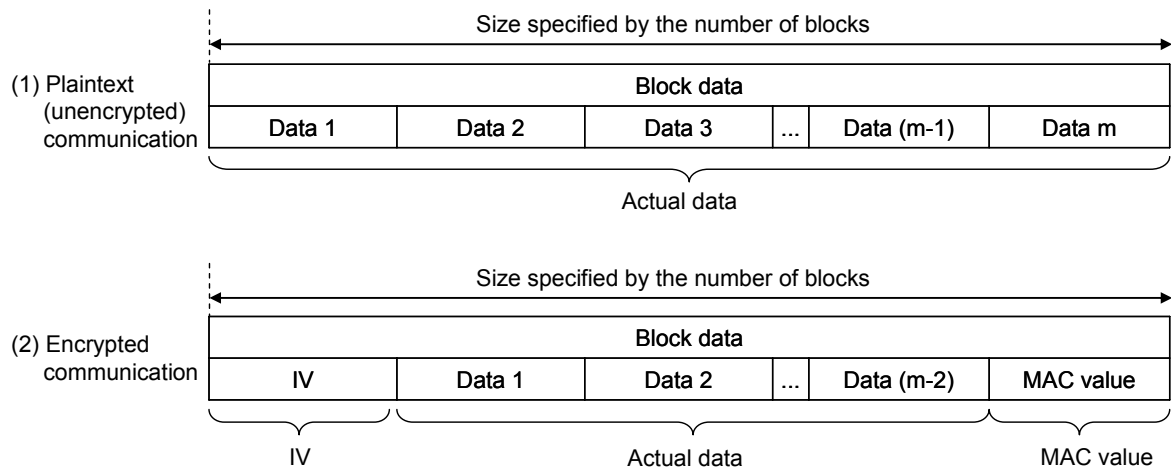 Size specified by the number of blocks
(1) Plaintext
(unencrypted)
communication
Block data
Data 1 Data 2 Data 3 ... Data (m-1) Data m
Actual data
Size specified by the number of blocks
(2) Encrypted
communication
Block data
IV Data 1 Data 2 ... Data (m-2) MAC value
IV Actual data MAC value